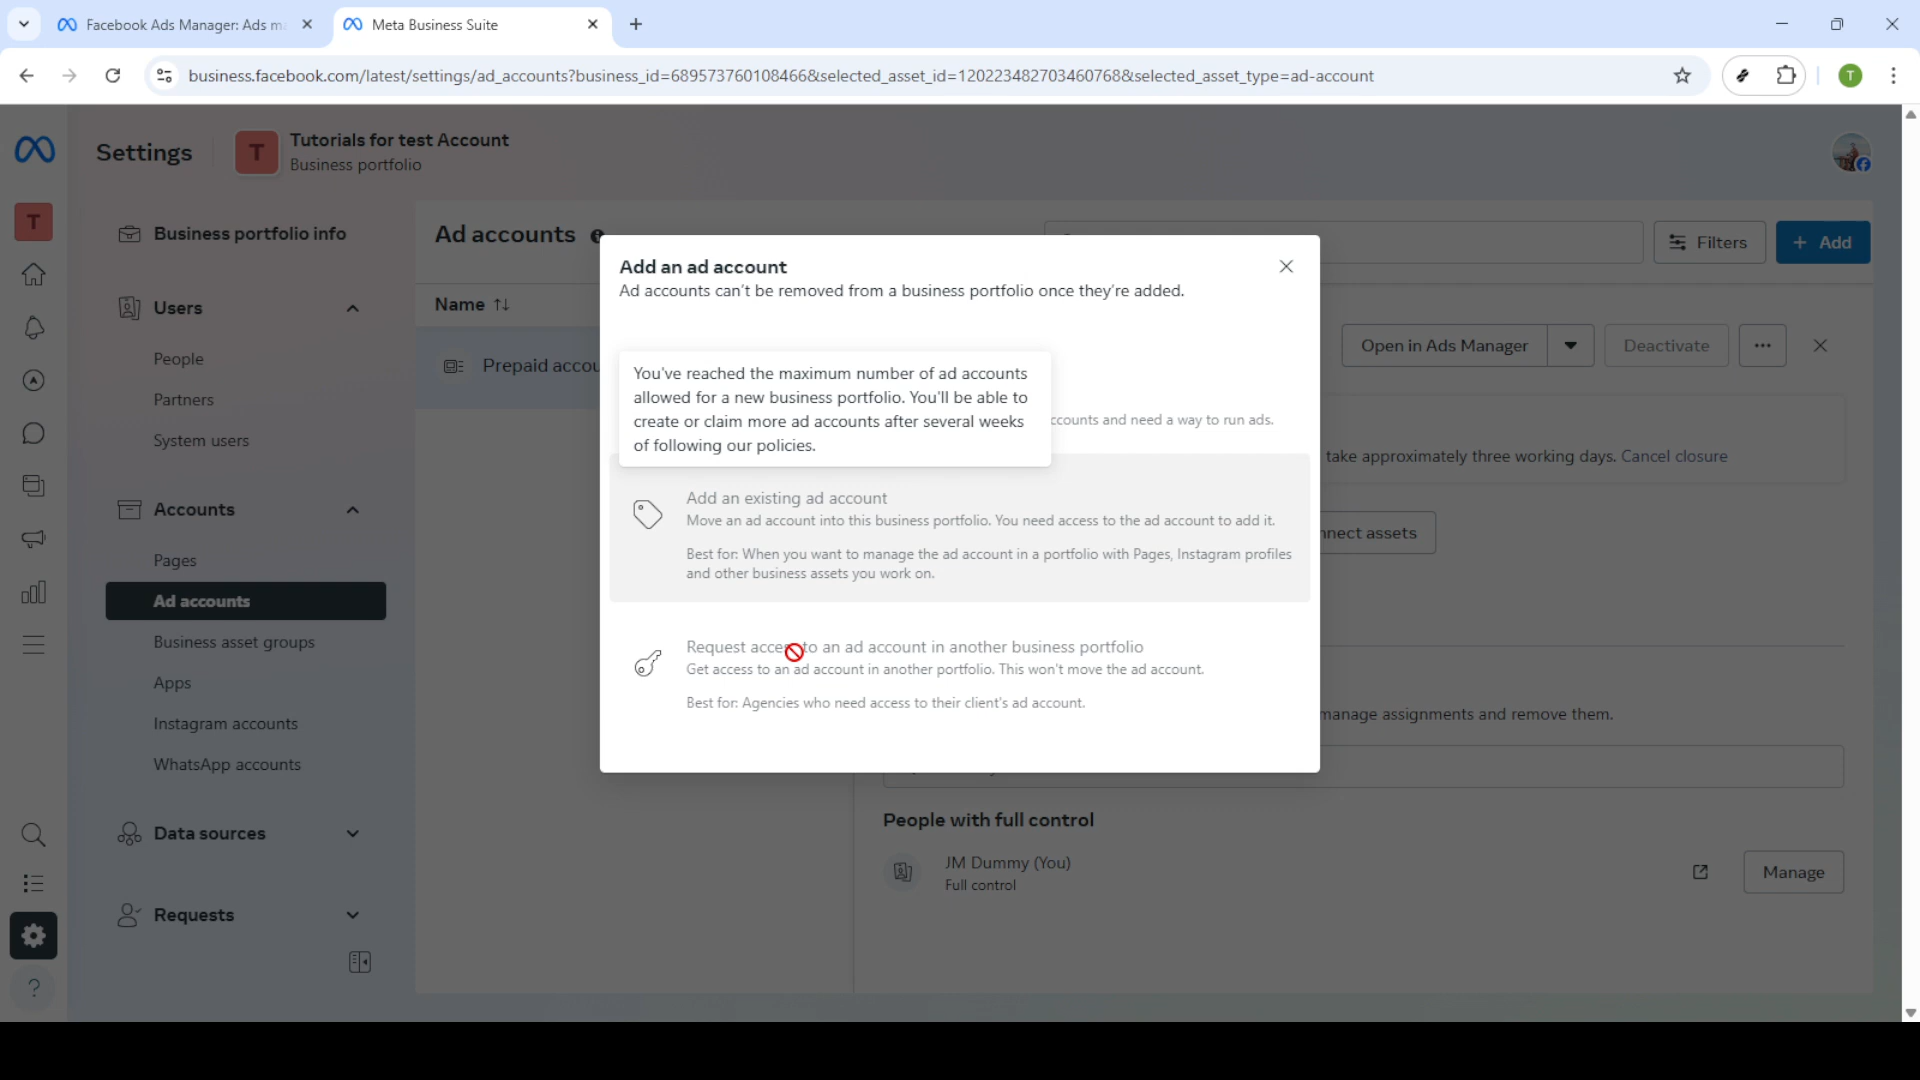 Facebook Ads Manager: Ads ma
Meta Business Suite
business.facebook.com/latest/settings/ad_accounts?business_id=689573760108466&selected_asset_id=120223482703460768&selected_asset_type=ad-account
T
Settings
T
Tutorials for test Account
Business portfolio
T
Business portfolio info
Users
People
Partners
System users
Accounts
Pages
Ad accounts
Business asset groups
Apps
Instagram accounts
WhatsApp accounts
Data sources
Requests
Ad accounts
Filters
+ Add
Name
Prepaid accou
Open in Ads Manager
Deactivate
Add an ad account
Ad accounts can't be removed from a business portfolio once they're added.
You've reached the maximum number of ad accounts
allowed for a new business portfolio. You'll be able to
create or claim more ad accounts after several weeks
of following our policies.
ccounts and need a way to run ads.
take approximately three working days. Cancel closure
Add an existing ad account
Move an ad account into this business portfolio. You need access to the ad account to add it.
Best for: When you want to manage the ad account in a portfolio with Pages, Instagram profiles
and other business assets you work on.
nnect assets
Request access to an ad account in another business portfolio
Get access to an ad account in another portfolio. This won't move the ad account.
Best for: Agencies who need access to their client's ad account.
manage assignments and remove them.
People with full control
JM Dummy (You)
Full control
Manage